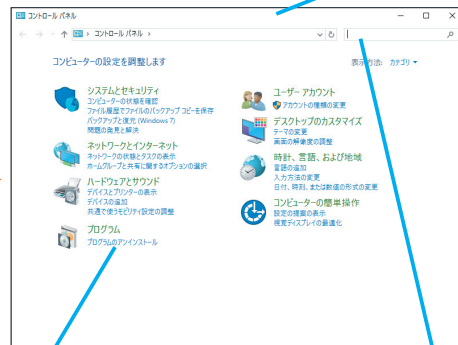 コントロール パネル
コントロール パネル
コンピューターの設定を調整します
表示方法: カテゴリ
システムとセキュリティ
コンピューターの状態を確認
ファイル履歴でファイルのバックアップ コピーを保存
バックアップと復元 (Windows 7)
問題の発見と解決
ネットワークとインターネット
ネットワークの状態とタスクの表示
ホームグループと共有に関するオプションの選択
ハードウェアとサウンド
デバイスとプリンターの表示
デバイスの追加
共通で使うモビリティ設定の調整
プログラム
プログラムのアンインストール
ユーザー アカウント
アカウントの種類の変更
デスクトップのカスタマイズ
テーマの変更
画面の解像度の調整
時計、言語、および地域
言語の追加
入力方法の変更
日付、時刻、または数値の形式の変更
コンピューターの簡単操作
設定の提案の表示
視覚ディスプレイの最適化